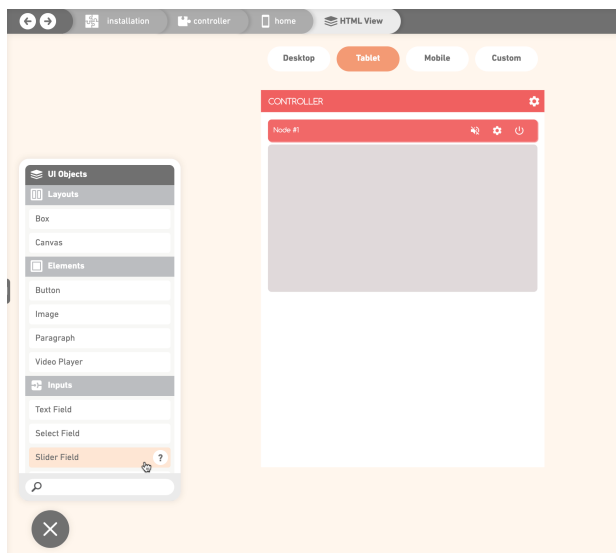 installation
controller
home
HTML View
Desktop
Tablet
Mobile
Custom
CONTROLLER
Node #1
UI Objects
Layouts
Box
Canvas
Elements
Button
Image
Paragraph
Video Player
Inputs
Text Field
Select Field
Slider Field
?